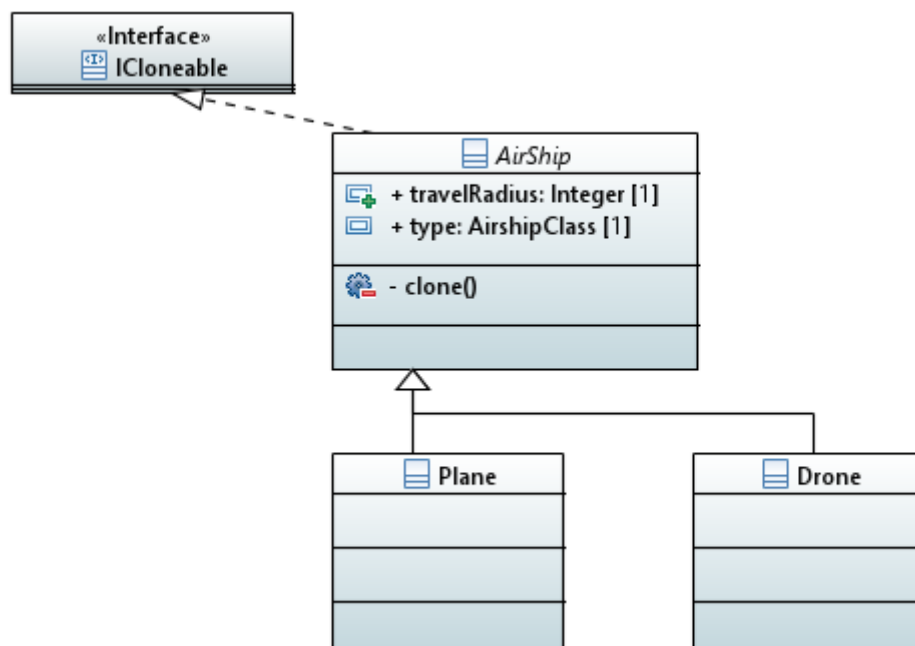 «Interface»
ICloneable
AirShip
+ travelRadius: Integer [1]
+ type: AirshipClass [1]
- clone()
Plane
Drone